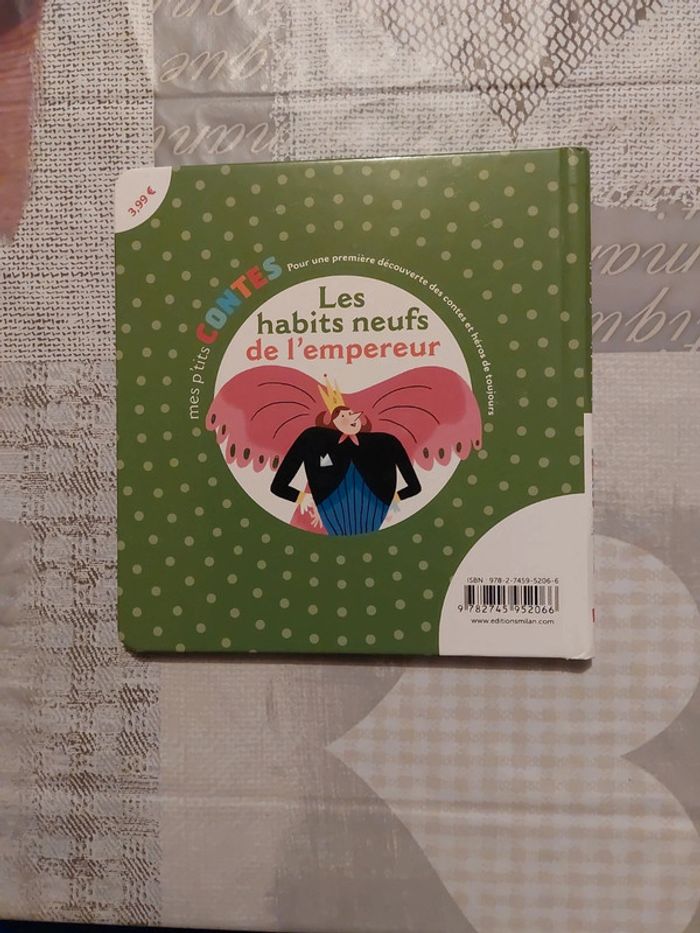 3,99 €
mes p'tits CONTES
Pour une première découverte des contes et héros de toujours
Les
habits neufs
de l'empereur
ISBN : 978-2-7459-5206-6
9 782745 952066
www.editionsmilan.com